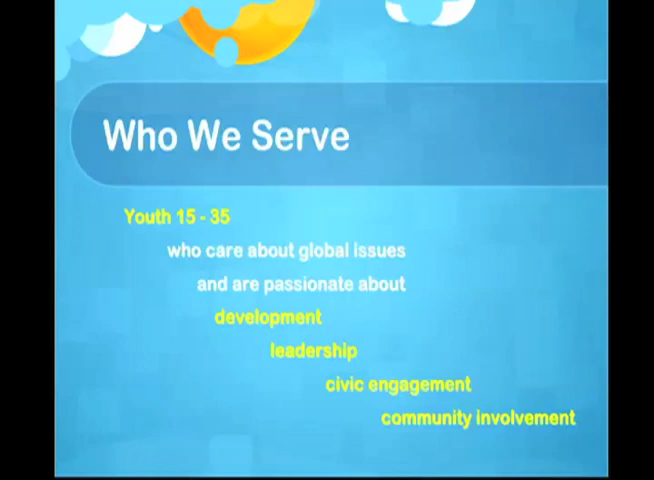 Who We Serve
Youth 15 - 35
who care about global issues
and are passionate about
development
leadership
civic engagement
community involvement